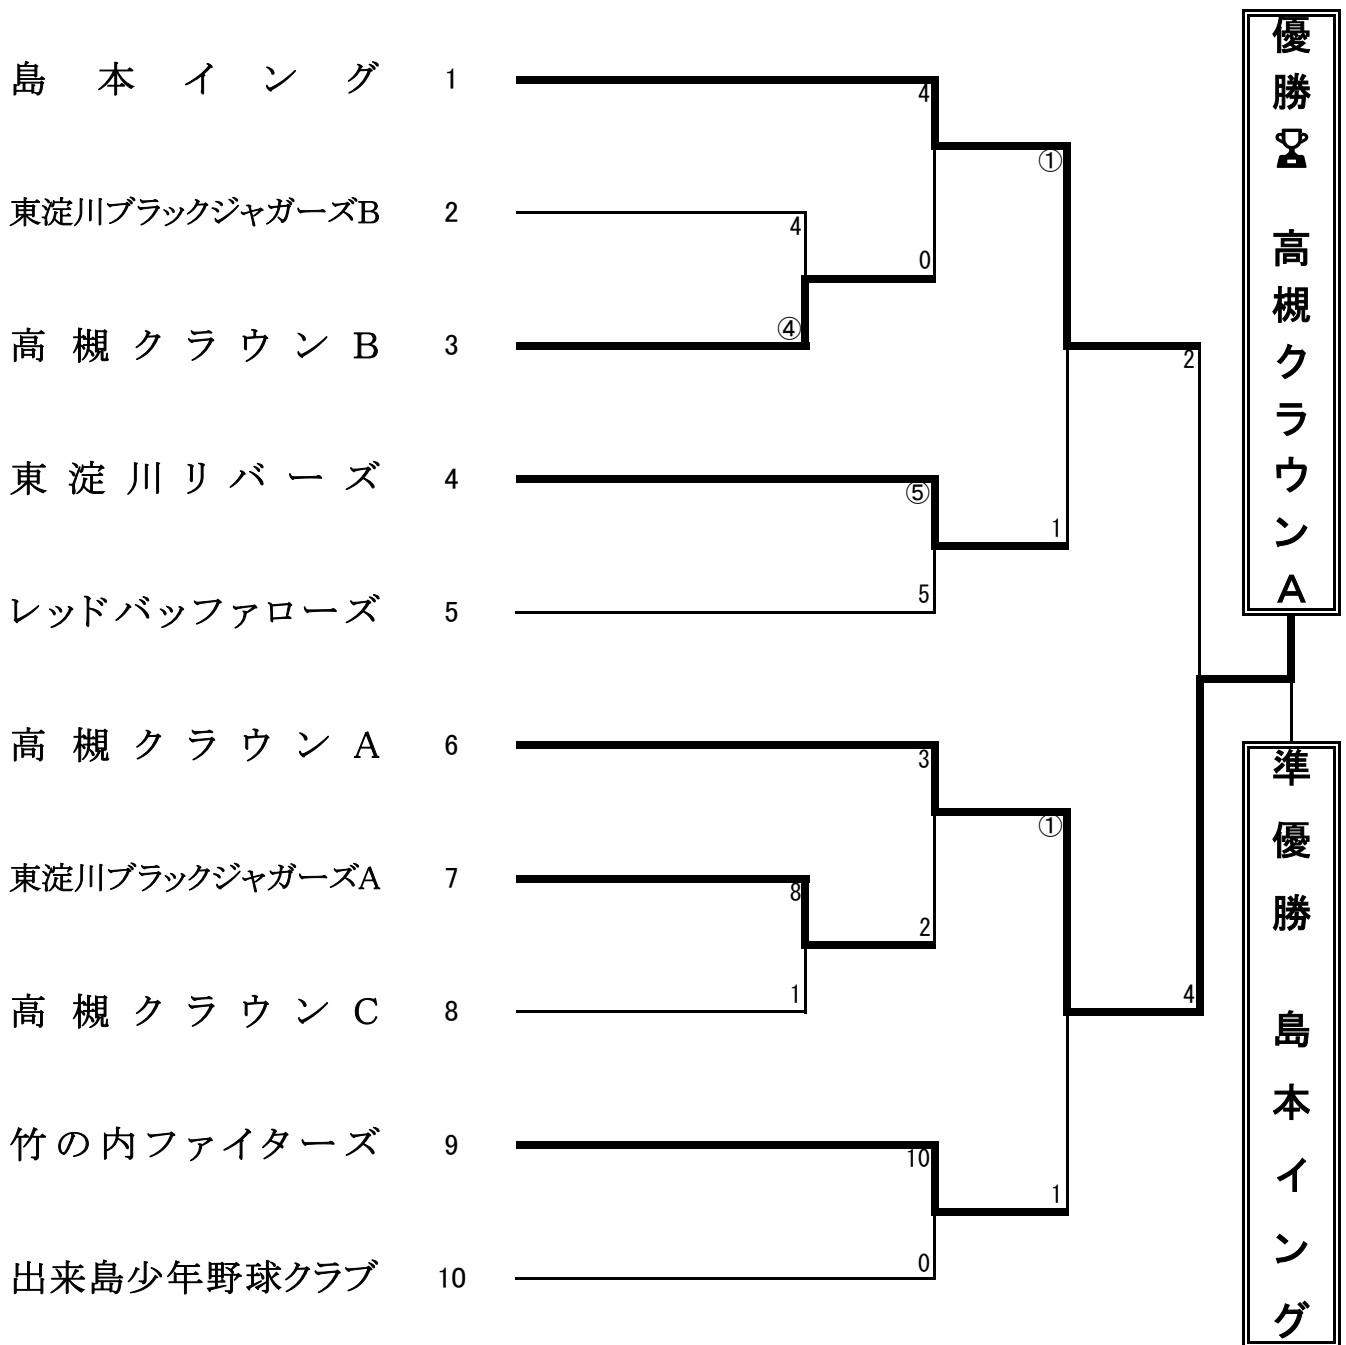 島本イング 1
東淀川ブラックジャガーズB 2
高槻クラウンB 3
東淀川リバーズ 4
レッドバッファローズ 5
高槻クラウンA 6
東淀川ブラックジャガーズA 7
高槻クラウンC 8
竹の内ファイターズ 9
出来島少年野球クラブ 10
4
④
8
1
4
0
⑤
5
3
2
10
0
①
1
①
1
2
4
優勝🏆 高槻クラウンA
準優勝 島本イング